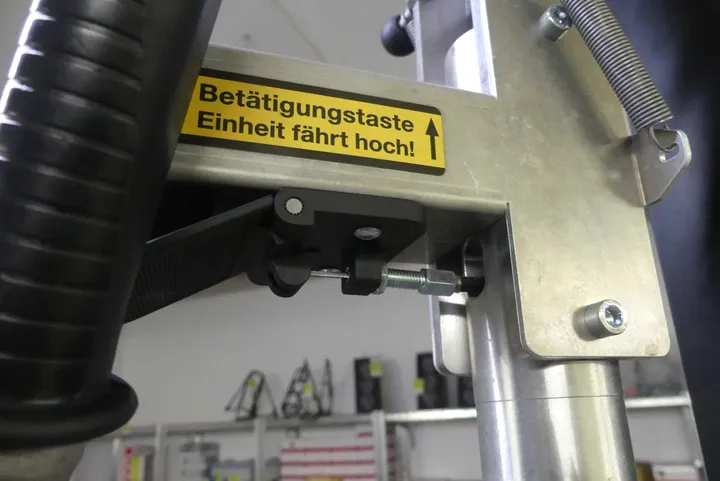 Betätigungstaste
Einheit fährt hoch!